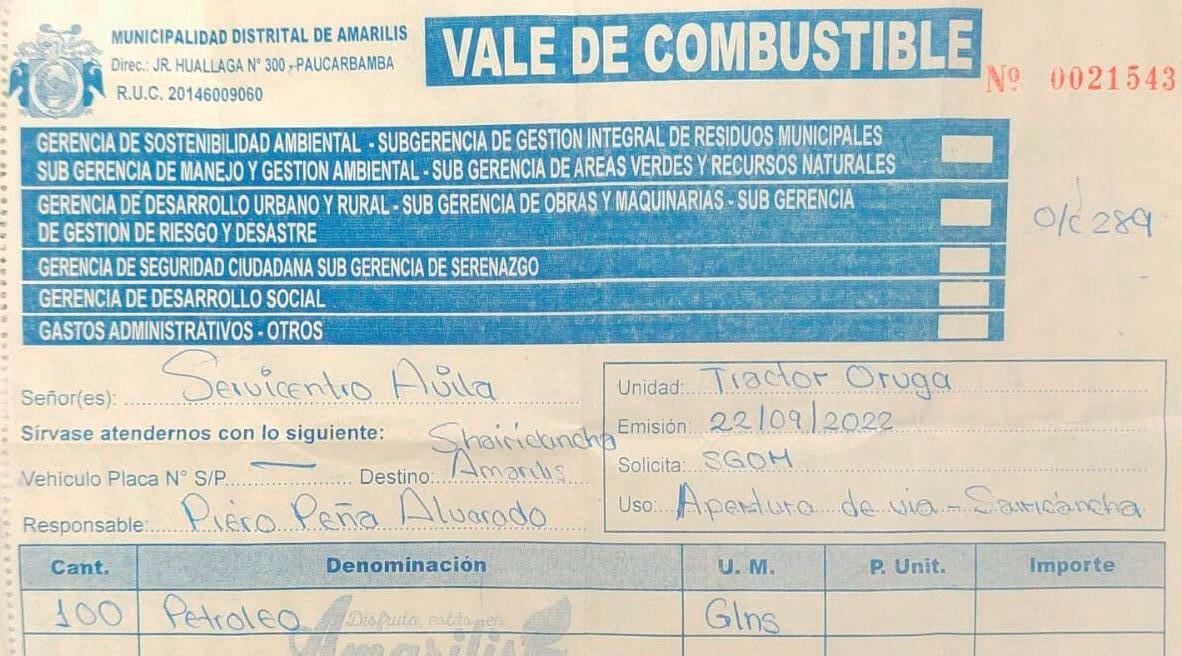 MUNICIPALIDAD DISTRITAL DE AMARILIS
Direc.: JR. HUALLAGA N° 300 -PAUCARBAMBA
R.U.C. 20146009060
VALE DE COMBUSTIBLE
Nº 0021543
GERENCIA DE SOSTENIBILIDAD AMBIENTAL - SUBGERENCIA DE GESTION INTEGRAL DE RESIDUOS MUNICIPALES
SUB GERENCIA DE MANEJO Y GESTION AMBIENTAL - SUB GERENCIA DE AREAS VERDES Y RECURSOS NATURALES
GERENCIA DE DESARROLLO URBANO Y RURAL - SUB GERENCIA DE OBRAS Y MAQUINARIAS - SUB GERENCIA
DE GESTION DE RIESGO Y DESASTRE
O/c 289
GERENCIA DE SEGURIDAD CIUDADANA SUB GERENCIA DE SERENAZGO
GERENCIA DE DESARROLLO SOCIAL
GASTOS ADMINISTRATIVOS - OTROS
Señor(es): Servicentro Avila
Sírvase atendernos con lo siguiente:
Vehículo Placa N° S/P — Destino: Shairicancha Amarilis
Responsable: Piero Peña Alvarado
Unidad: Tractor Oruga
Emisión: 22/09/2022
Solicita: SGOM
Uso: Apertura de via - Sairicancha
Cant. Denominación U. M. P. Unit. Importe
100 Petroleo Glns
Disfruta, estás en
Amarilis